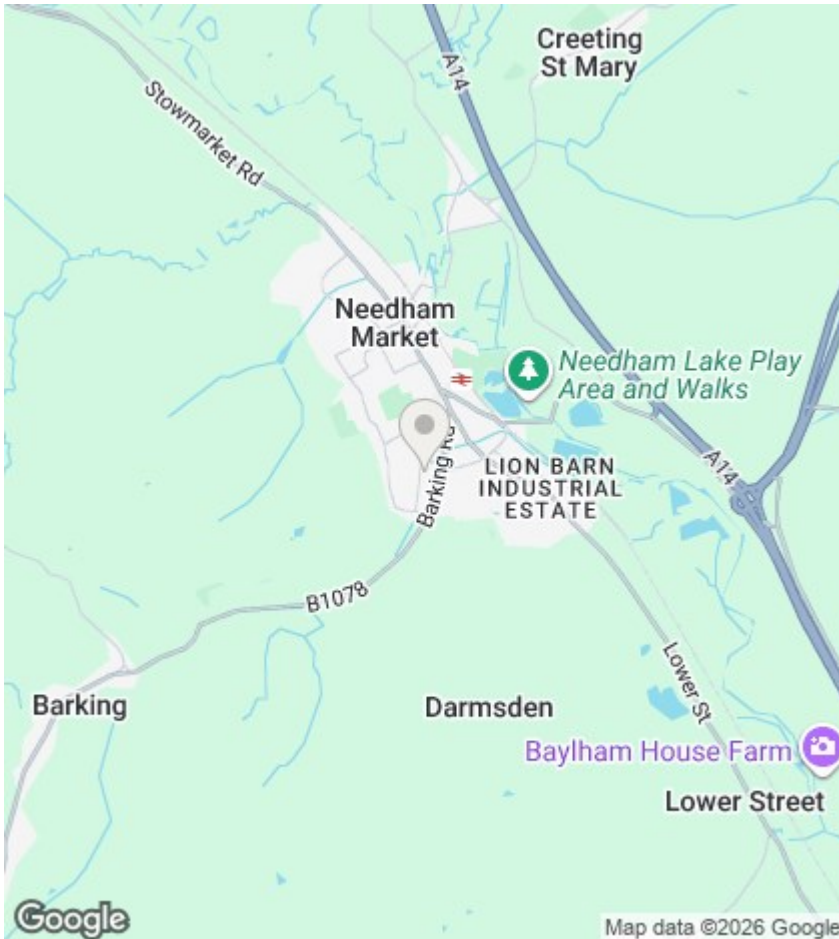 Creeting
St Mary
A14
Stowmarket Rd
Needham
Market
Needham Lake Play
Area and Walks
Barking Rd
LION BARN
INDUSTRIAL
ESTATE
A14
B1078
Barking
Darmsden
Lower St
Baylham House Farm
Lower Street
Google
Map data ©2026 Google